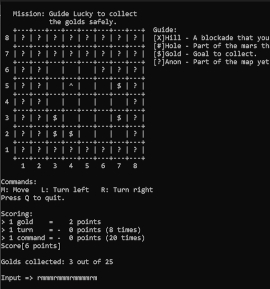 Mission: Guide Lucky to collect
the golds safely.
+---+---+---+---+---+---+---+---+
8 | ? | ? | ? | ? | ? | ? | ? | ? |
+---+---+---+---+---+---+---+---+
7 | ? | ? | ? | ? | ? | ? | ? | ? |
+---+---+---+---+---+---+---+---+
6 | ? | ? | | | | ? | ? | ? |
+---+---+---+---+---+---+---+---+
5 | ? | ? | | ^ | | | $ | ? |
+---+---+---+---+---+---+---+---+
4 | ? | ? | | | | | | ? |
+---+---+---+---+---+---+---+---+
3 | ? | ? | $ | | | | $ | ? |
+---+---+---+---+---+---+---+---+
2 | ? | ? | $ | $ | | | | ? |
+---+---+---+---+---+---+---+---+
1 | ? | ? | ? | ? | ? | ? | ? | ? |
+---+---+---+---+---+---+---+---+
1 2 3 4 5 6 7 8
Guide:
[X]Hill - A blockade that you
[#]Hole - Part of the mars th
[$]Gold - Goal to collect.
[?]Anon - Part of the map yet
Commands:
M: Move L: Turn left R: Turn right
Press Q to quit.
Scoring:
> 1 gold = 2 points
> 1 turn = - 0 points (8 times)
> 1 command = - 0 points (20 times)
Score[6 points]
Golds collected: 3 out of 25
Input =>